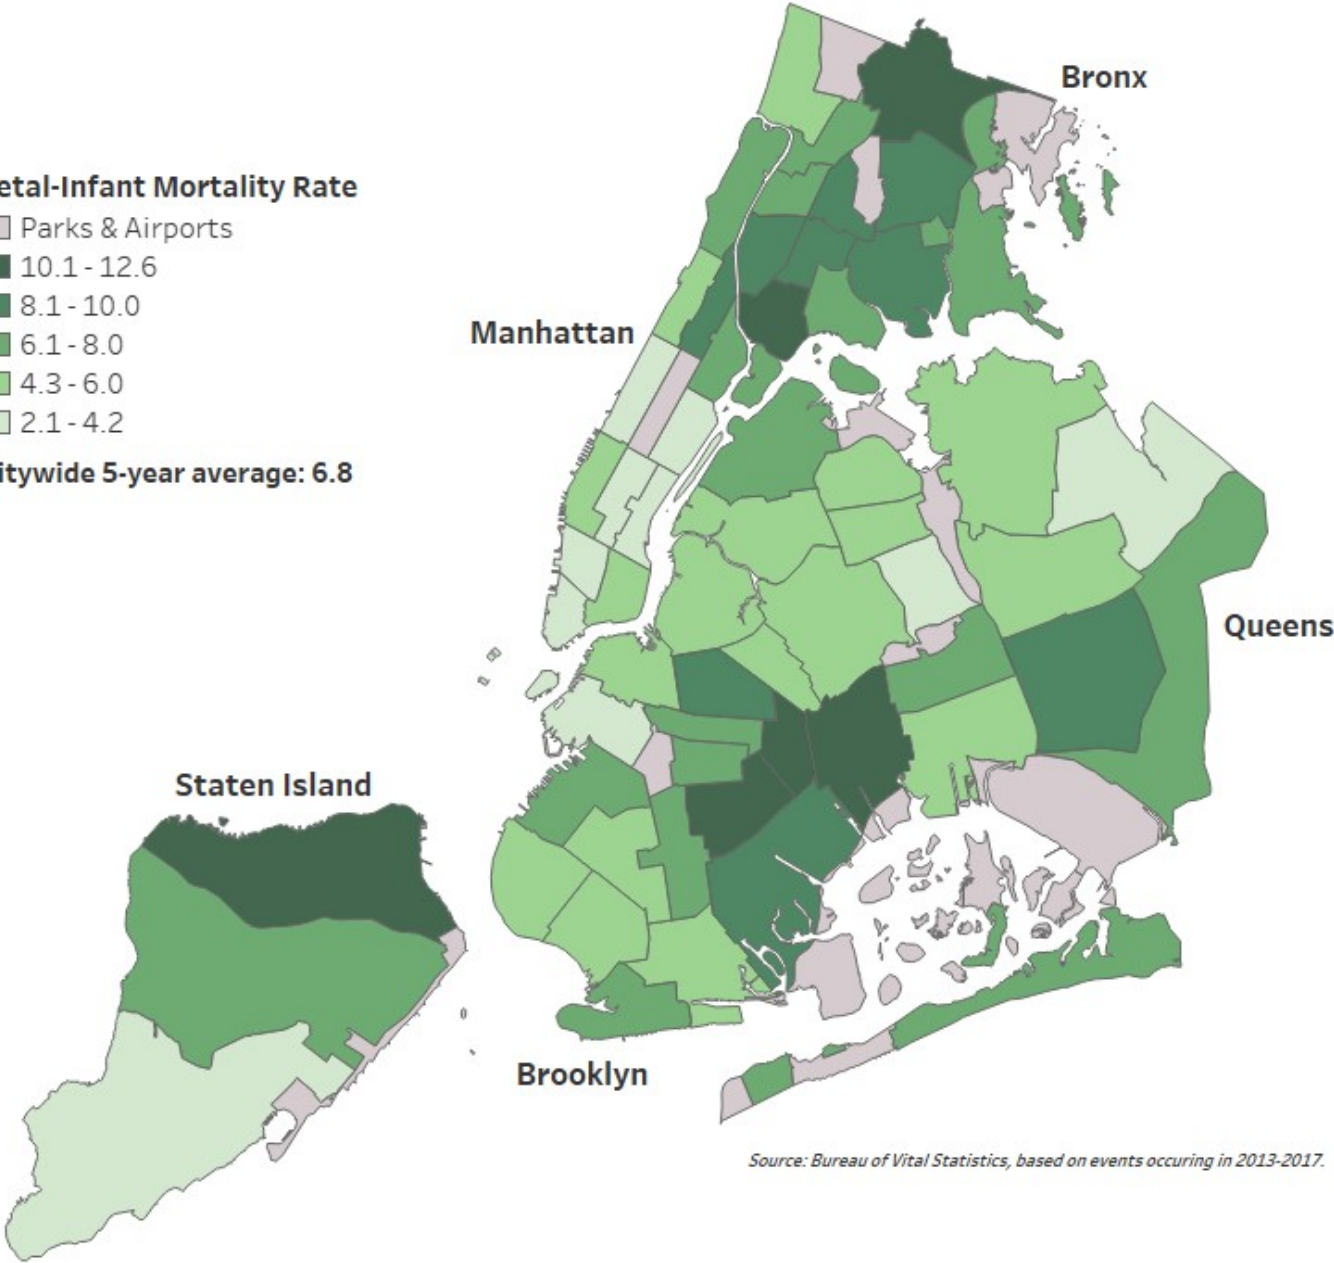 etal-Infant Mortality Rate
Parks & Airports
10.1 - 12.6
8.1 - 10.0
6.1 - 8.0
4.3 - 6.0
2.1 - 4.2
itywide 5-year average: 6.8
Bronx
Manhattan
Queens
Staten Island
Brooklyn
Source: Bureau of Vital Statistics, based on events occuring in 2013-2017.